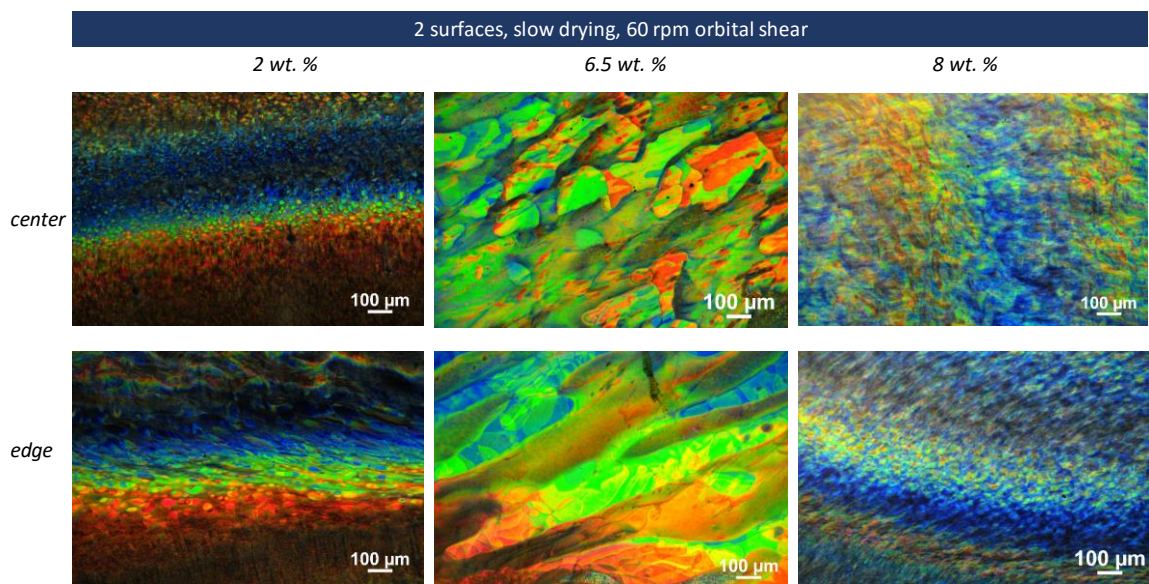 2 surfaces, slow drying, 60 rpm orbital shear
2 wt. %
6.5 wt. %
8 wt. %
center
100 µm
100 µm
100 µm
edge
100 µm
100 µm
100 µm